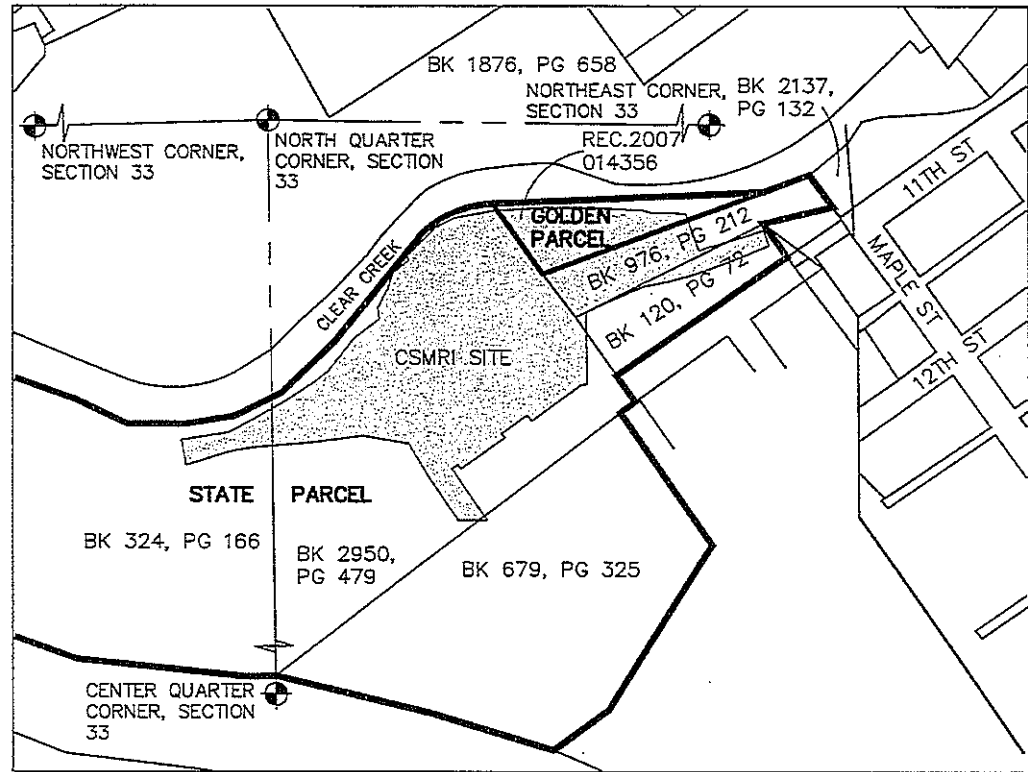 BK 1876, PG 658
NORTHEAST CORNER,
SECTION 33
BK 2137,
PG 132
NORTHWEST CORNER,
SECTION 33
NORTH QUARTER
CORNER, SECTION
33
REC.2007
014356
11TH ST
GOLDEN
PARCEL
BK 976, PG 212
CLEAR CREEK
BK 120, PG 72
MAPLE ST
CSMRI SITE
12TH ST
STATE PARCEL
BK 324, PG 166
BK 2950,
PG 479
BK 679, PG 325
CENTER QUARTER
CORNER, SECTION
33